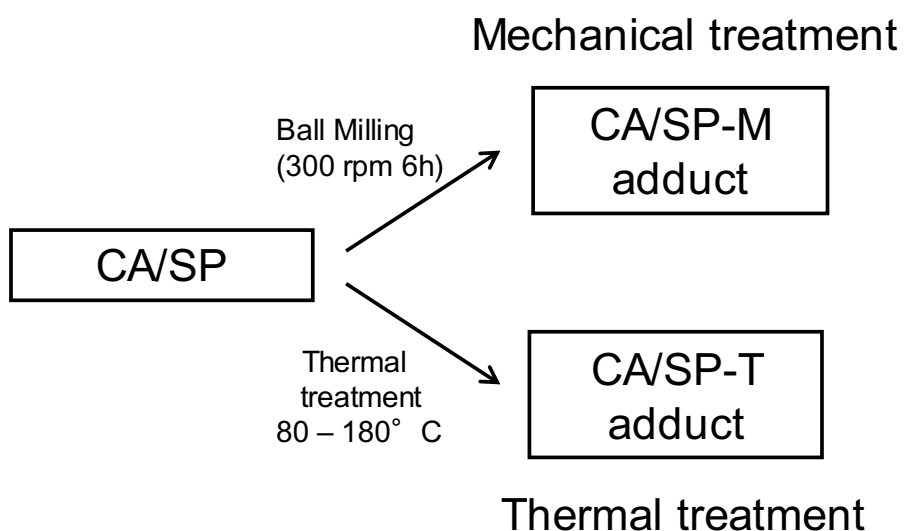 Mechanical treatment
Ball Milling
(300 rpm 6h)
CA/SP-M
adduct
CA/SP
Thermal
treatment
80 – 180° C
CA/SP-T
adduct
Thermal treatment